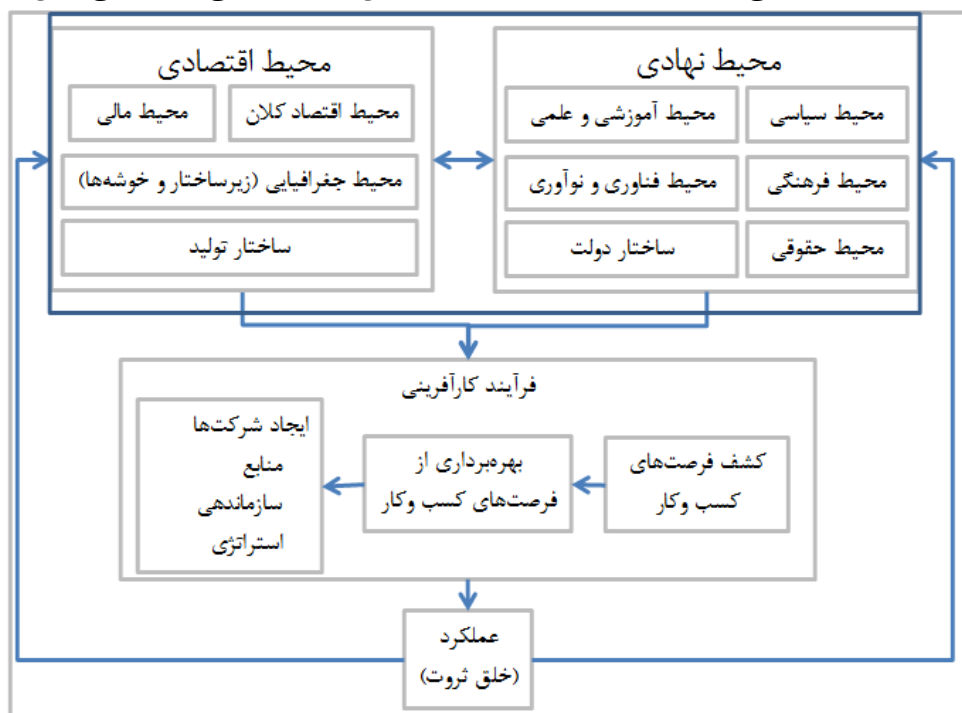 محیط نهادی
محیط سیاسی
محیط آموزشی و علمی
محیط فرهنگی
محیط فناوری و نوآوری
محیط حقوقی
ساختار دولت
محیط اقتصادی
محیط اقتصاد کلان
محیط مالی
محیط جغرافیایی (زیرساختار و خوشه‌ها)
ساختار تولید
فرآیند کارآفرینی
کشف فرصت‌های
کسب وکار
بهره‌برداری از
فرصت‌های کسب وکار
ایجاد شرکت‌ها
منابع
سازماندهی
استراتژی
عملکرد
(خلق ثروت)